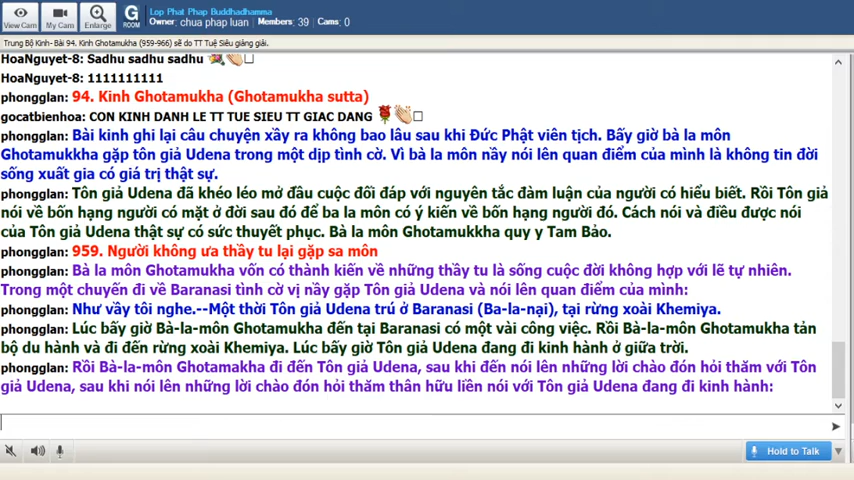 View Cam
My Cam
Enlarge
G
ROOM
Lop Phat Phap Buddhadhamma
Owner: chua phap luan Members: 39 Cams: 0
Trung Bộ Kinh- Bài 94. Kinh Ghotamukha (959-966) sẽ do TT Tuệ Siêu giảng giải.
HoaNguyet-8: Sadhu sadhu sadhu
HoaNguyet-8: 1111111111
phongglan: 94. Kinh Ghotamukha (Ghotamukha sutta)
gocatbienhoa: CON KINH DANH LE TT TUE SIEU TT GIAC DANG
phongglan: Bài kinh ghi lại câu chuyện xẩy ra không bao lâu sau khi Đức Phật viên tịch. Bấy giờ bà la môn
Ghotamukkha gặp tôn giả Udena trong một dịp tình cờ. Vì bà la môn nầy nói lên quan điểm của mình là không tin đời
sống xuất gia có giá trị thật sự.
phongglan: Tôn giả Udena đã khéo léo mở đầu cuộc đối đáp với nguyên tắc đàm luận của người có hiểu biết. Rồi Tôn giả
nói về bốn hạng người có mặt ở đời sau đó để ba la môn có ý kiến về bốn hạng người đó. Cách nói và điều được nói
của Tôn giả Udena thật sự có sức thuyết phục. Bà la môn Ghotamukkha quy y Tam Bảo.
phongglan: 959. Người không ưa thầy tu lại gặp sa môn
phongglan: Bà la môn Ghotamukha vốn có thành kiến về những thầy tu là sống cuộc đời không hợp với lẽ tự nhiên.
Trong một chuyến đi về Baranasi tình cờ vị nầy gặp Tôn giả Udena và nói lên quan điểm của mình:
phongglan: Như vầy tôi nghe.--Một thời Tôn giả Udena trú ở Baranasi (Ba-la-nại), tại rừng xoài Khemiya.
phongglan: Lúc bấy giờ Bà-la-môn Ghotamukha đến tại Baranasi có một vài công việc. Rồi Bà-la-môn Ghotamukha tản
bộ du hành và đi đến rừng xoài Khemiya. Lúc bấy giờ Tôn giả Udena đang đi kinh hành ở giữa trời.
phongglan: Rồi Bà-la-môn Ghotamakha đi đến Tôn giả Udena, sau khi đến nói lên những lời chào đón hỏi thăm với Tôn
giả Udena, sau khi nói lên những lời chào đón hỏi thăm thân hữu liền nói với Tôn giả Udena đang đi kinh hành:
Hold to Talk